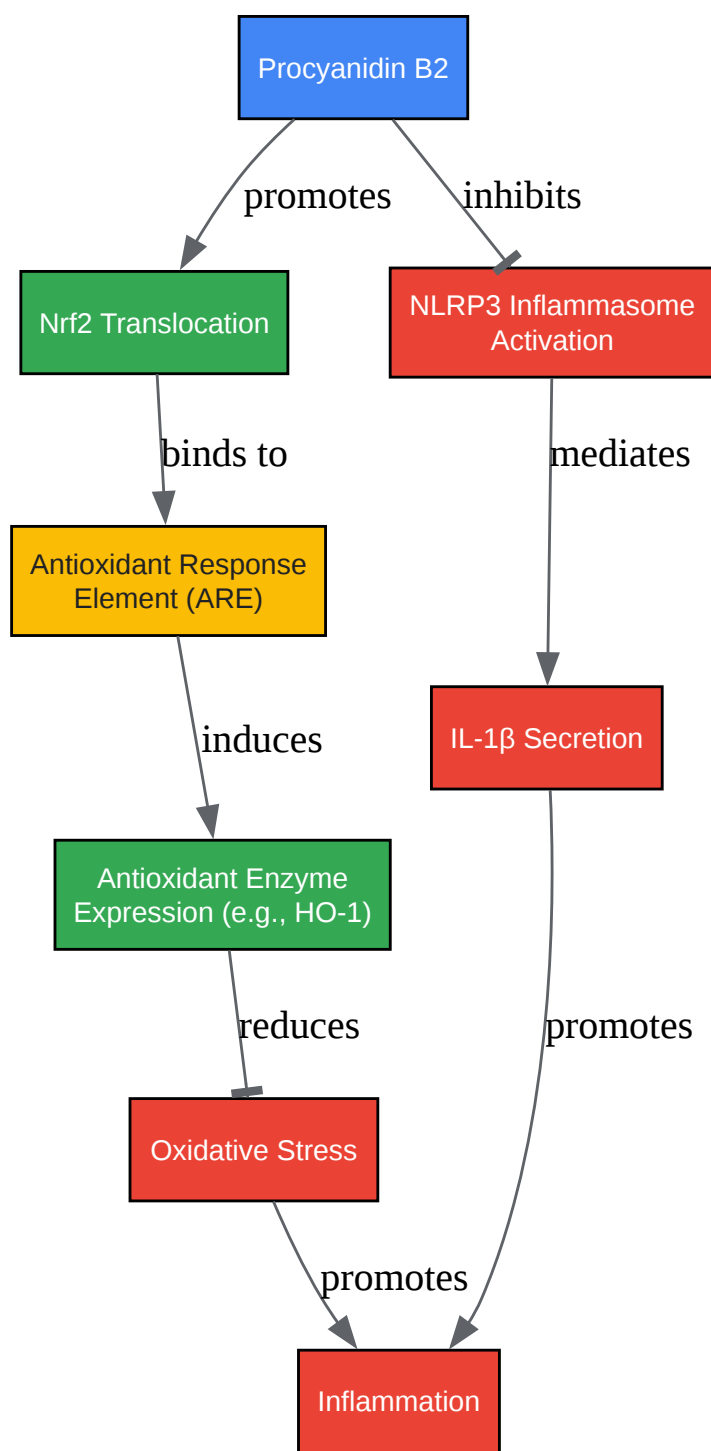 Procyanidin B2
promotes
inhibits
Nrf2 Translocation
NLRP3 Inflammasome
Activation
binds to
mediates
Antioxidant Response
Element (ARE)
induces
IL-1β Secretion
Antioxidant Enzyme
Expression (e.g., HO-1)
reduces
promotes
Oxidative Stress
promotes
Inflammation